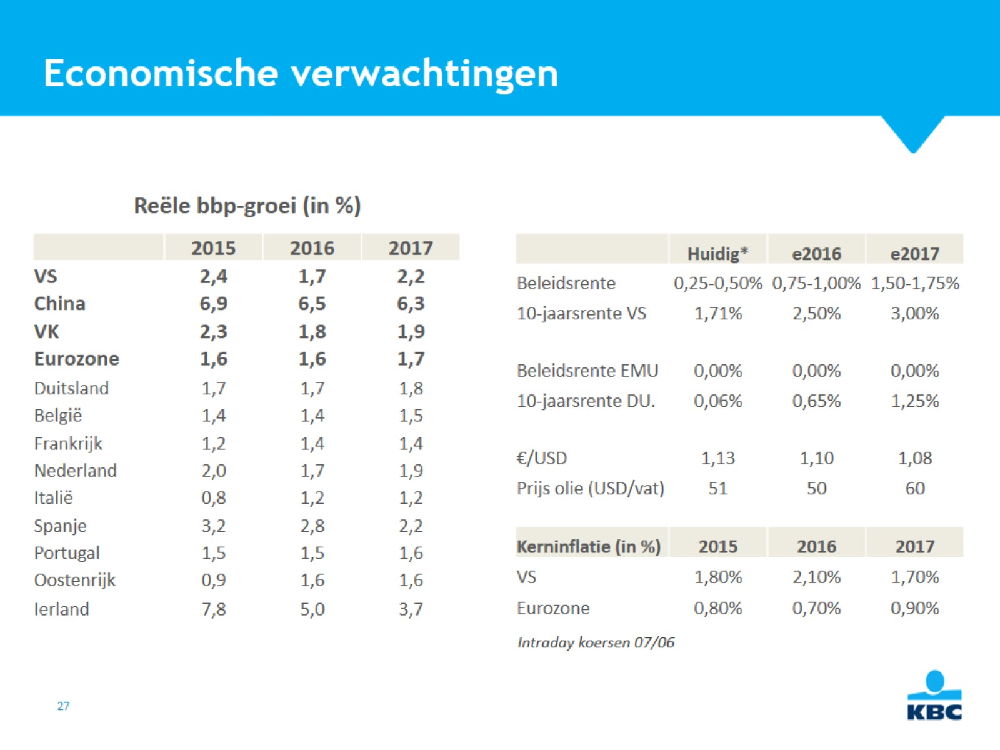 Economische verwachtingen
Reële bbp-groei (in %)
2015 2016 2017
VS 2,4 1,7 2,2
China 6,9 6,5 6,3
VK 2,3 1,8 1,9
Eurozone 1,6 1,6 1,7
Duitsland 1,7 1,7 1,8
België 1,4 1,4 1,5
Frankrijk 1,2 1,4 1,4
Nederland 2,0 1,7 1,9
Italië 0,8 1,2 1,2
Spanje 3,2 2,8 2,2
Portugal 1,5 1,5 1,6
Oostenrijk 0,9 1,6 1,6
Ierland 7,8 5,0 3,7
Huidig* e2016 e2017
Beleidsrente 0,25-0,50% 0,75-1,00% 1,50-1,75%
10-jaarsrente VS 1,71% 2,50% 3,00%
Beleidsrente EMU 0,00% 0,00% 0,00%
10-jaarsrente DU. 0,06% 0,65% 1,25%
€/USD 1,13 1,10 1,08
Prijs olie (USD/vat) 51 50 60
Kerninflatie (in %) 2015 2016 2017
VS 1,80% 2,10% 1,70%
Eurozone 0,80% 0,70% 0,90%
Intraday koersen 07/06
27
KBC